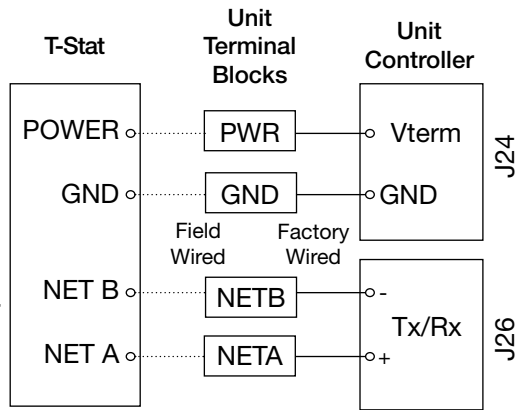 T-Stat
Unit
Terminal
Blocks
Unit
Controller
POWER
PWR
Vterm
GND
GND
GND
J24
Field
Wired
Factory
Wired
NET B
NETB
-
Tx/Rx
NET A
NETA
+
J26